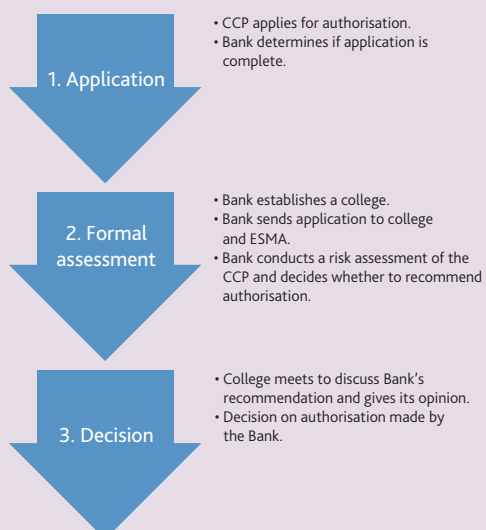 1. Application
• CCP applies for authorisation.
• Bank determines if application is
complete.
2. Formal
assessment
• Bank establishes a college.
• Bank sends application to college
and ESMA.
• Bank conducts a risk assessment of the
CCP and decides whether to recommend
authorisation.
3. Decision
• College meets to discuss Bank’s
recommendation and gives its opinion.
• Decision on authorisation made by
the Bank.